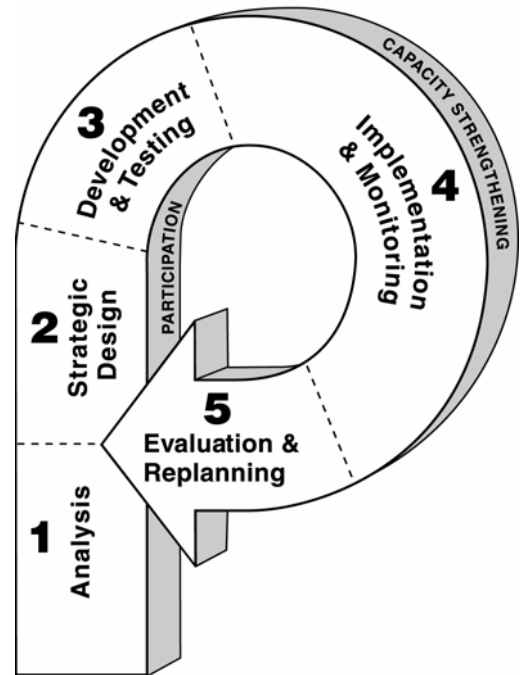 1
Analysis
2
Strategic
Design
3
Development
& Testing
4
Implementation
& Monitoring
5
Evaluation &
Replanning
PARTICIPATION
CAPACITY STRENGTHENING